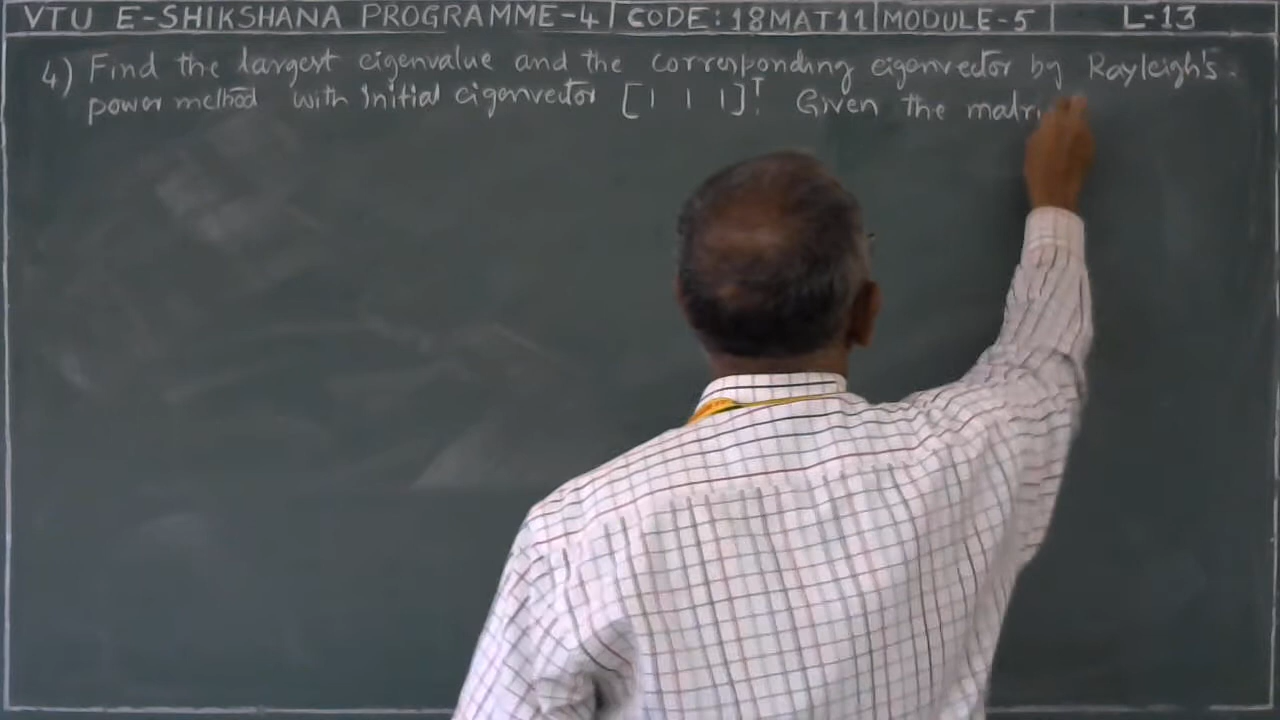 VTU E-SHIKSHANA PROGRAMME-4 | CODE: 18MAT11 | MODULE-5 | L-13
4) Find the largest eigenvalue and the corresponding eigenvector by Rayleigh's
power method with initial eigenvector [1 1 1]ᵀ. Given the matri